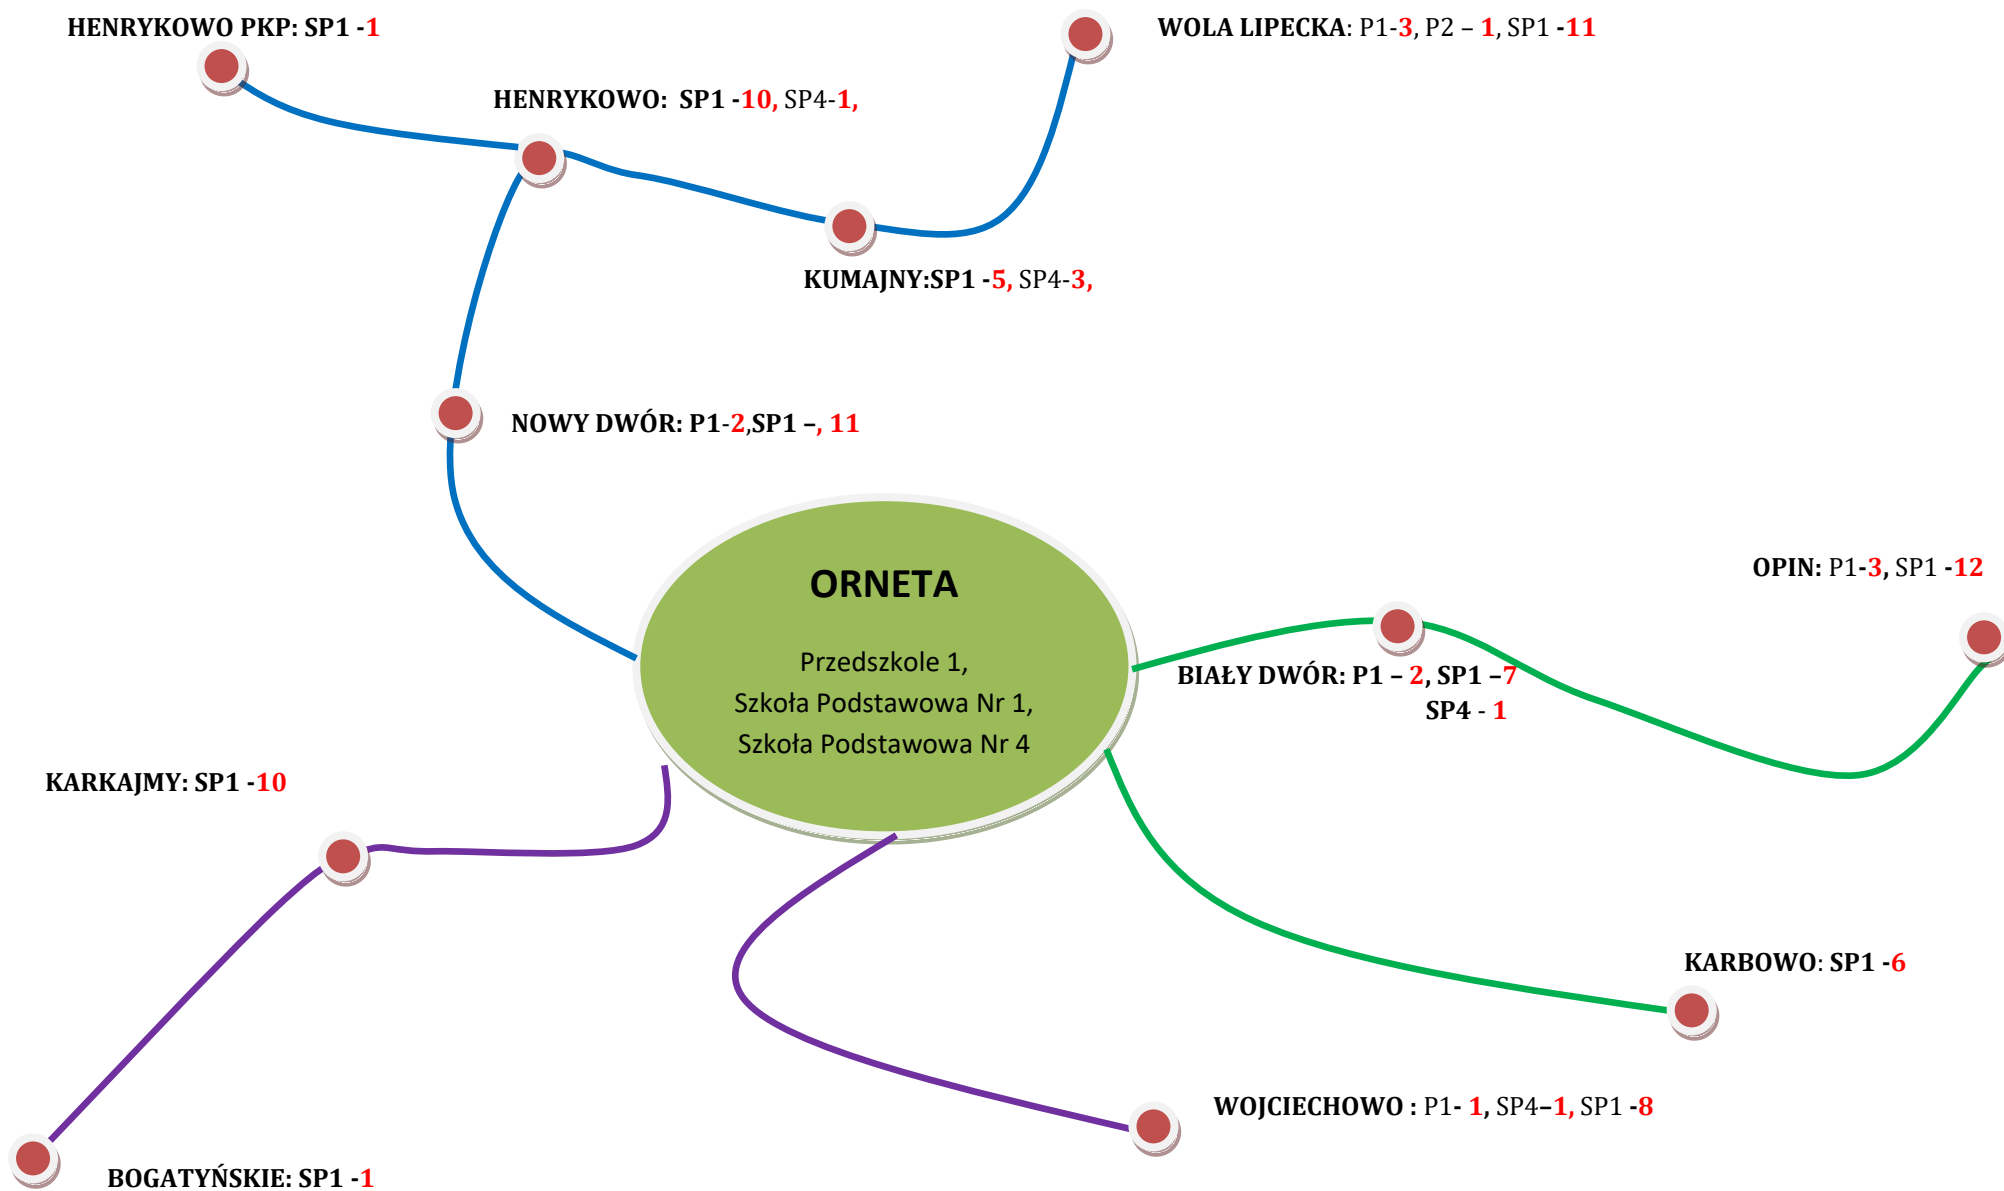 HENRYKOWO PKP: SP1 -1
WOLA LIPECKA: P1-3, P2 – 1, SP1 -11
HENRYKOWO: SP1 -10, SP4-1,
KUMAJNY:SP1 -5, SP4-3,
NOWY DWÓR: P1-2,SP1 –, 11
ORNETA
Przedszkole 1,
Szkoła Podstawowa Nr 1,
Szkoła Podstawowa Nr 4
OPIN: P1-3, SP1 -12
BIAŁY DWÓR: P1 – 2, SP1 –7
SP4 - 1
KARKAJMY: SP1 -10
KARBOWO: SP1 -6
WOJCIECHOWO : P1- 1, SP4–1, SP1 -8
BOGATYŃSKIE: SP1 -1